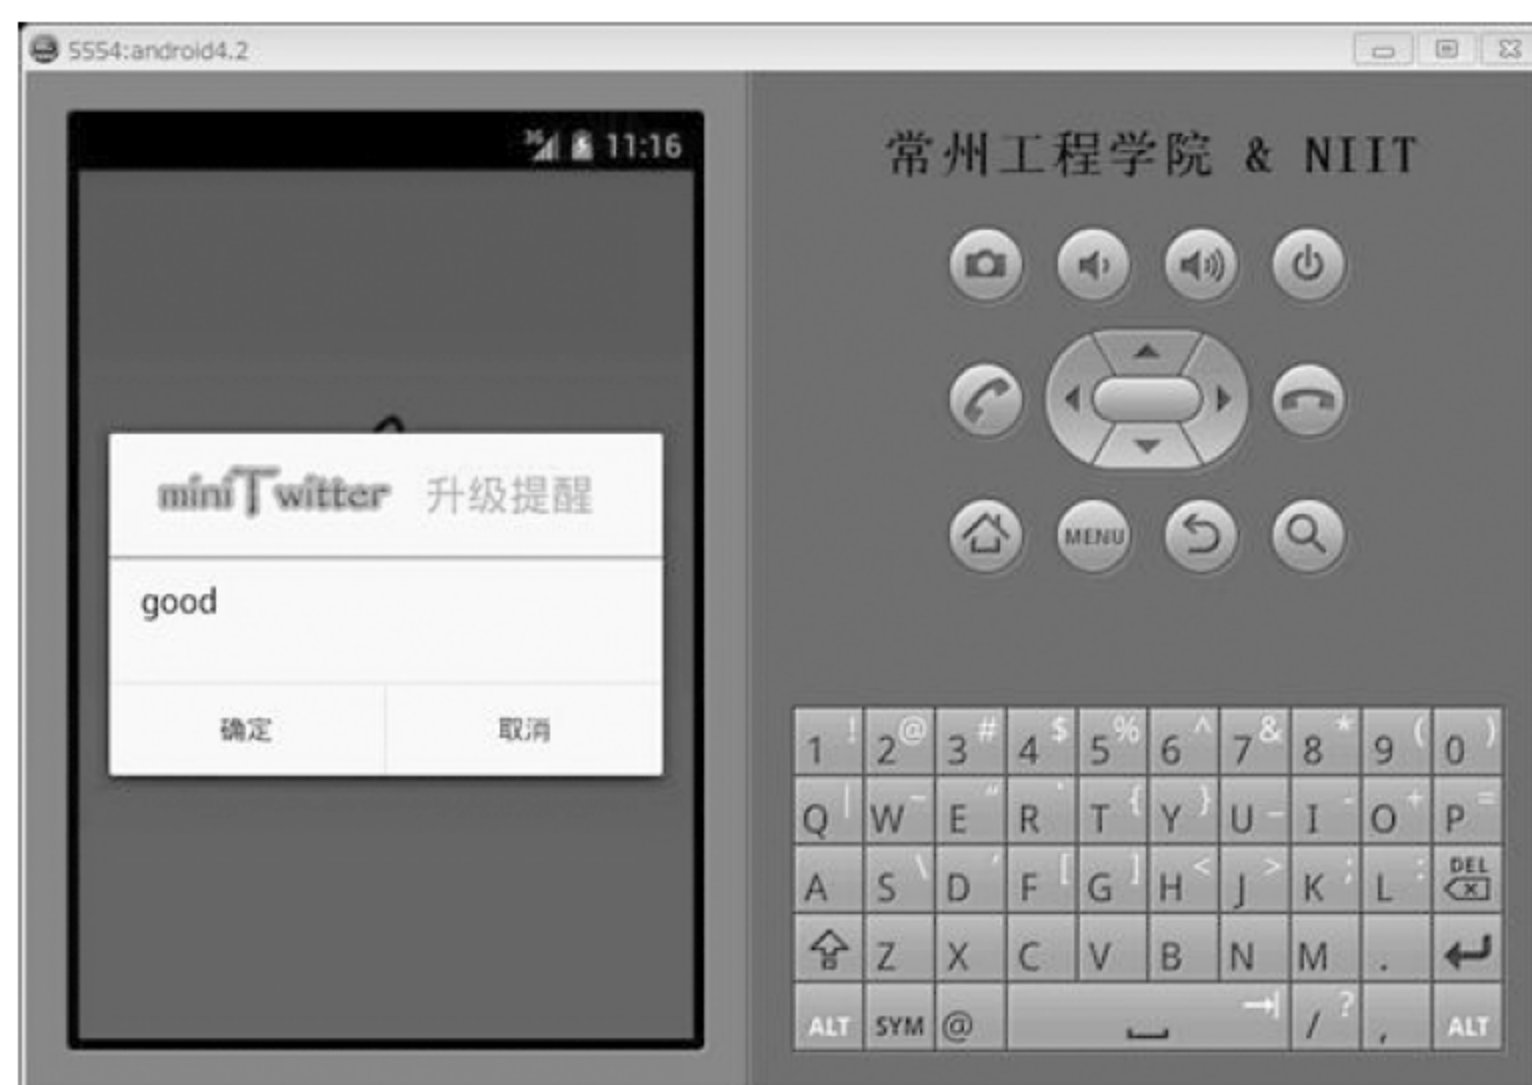 5554:android4.2
3G 11:16
miniTwitter 升级提醒
good
确定 取消
常州工程学院 & NIIT
MENU
1 ! 2 @ 3 # 4 $ 5 % 6 ^ 7 & 8 * 9 ( 0 )
Q | W ~ E " R ` T { Y } U _ I - O + P =
A S \ D ' F [ G ] H < J > K ; L : DEL
Z X C V B N M .
ALT SYM @ / ? , ALT